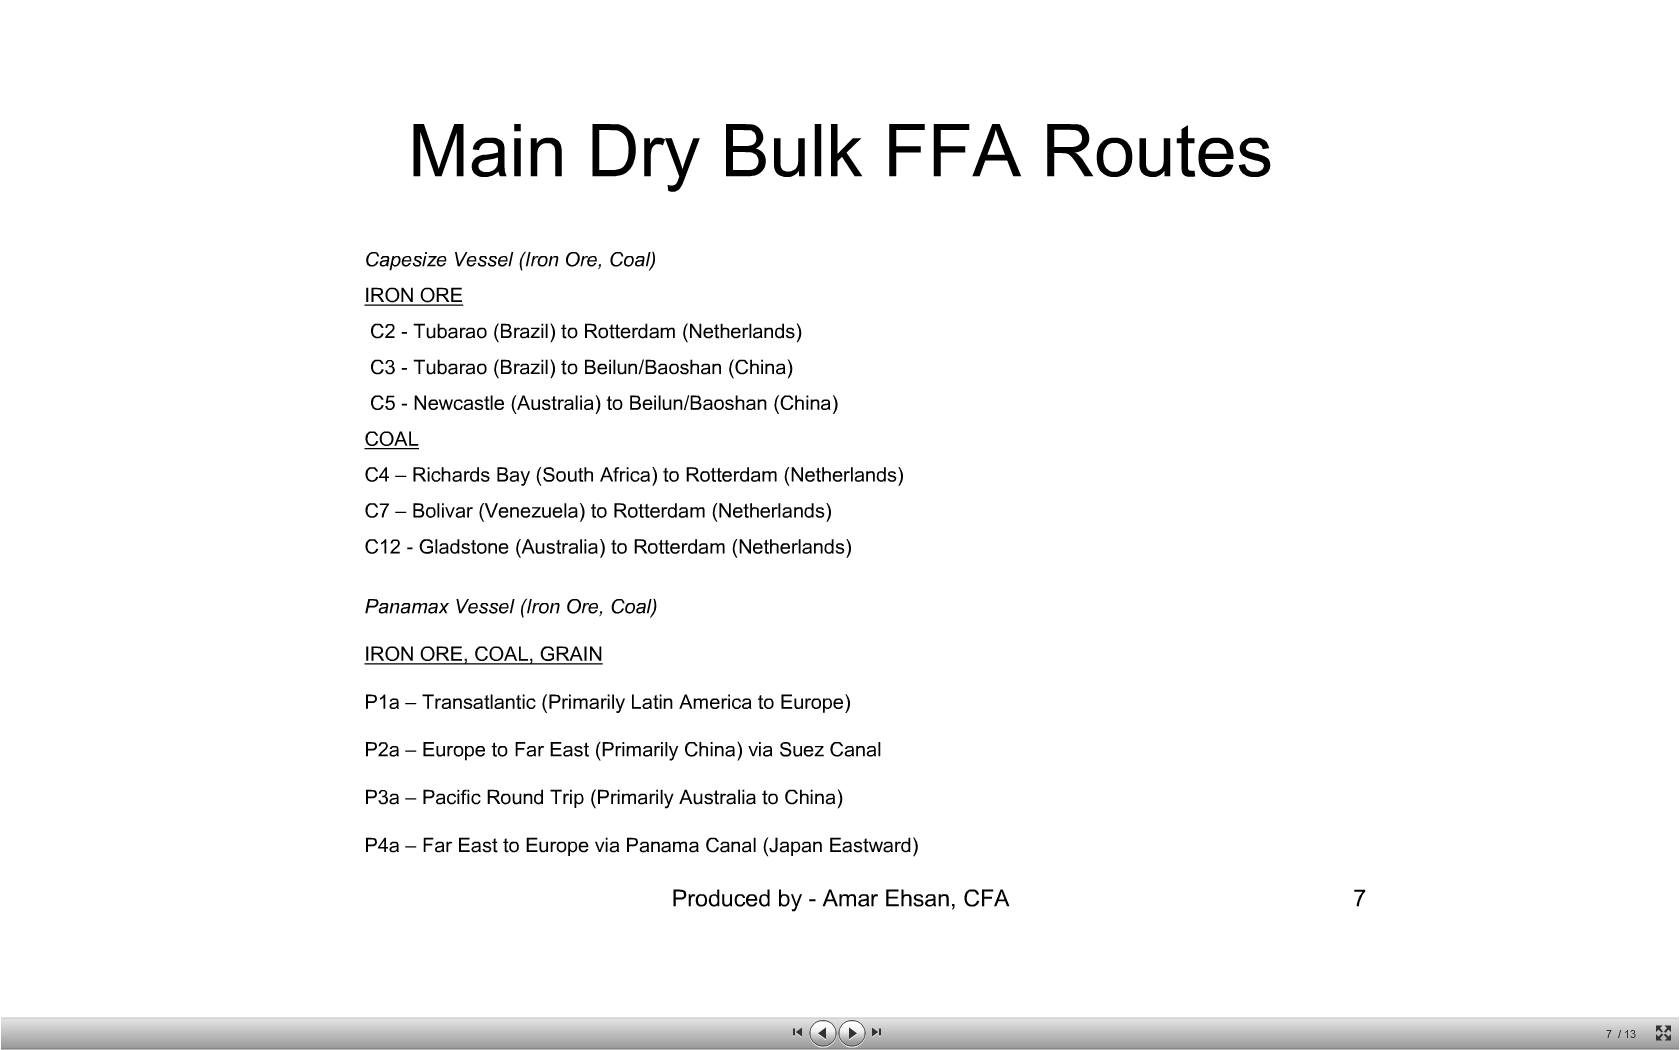 Main Dry Bulk FFA Routes
Capesize Vessel (Iron Ore, Coal)
IRON ORE
C2 - Tubarao (Brazil) to Rotterdam (Netherlands)
C3 - Tubarao (Brazil) to Beilun/Baoshan (China)
C5 - Newcastle (Australia) to Beilun/Baoshan (China)
COAL
C4 – Richards Bay (South Africa) to Rotterdam (Netherlands)
C7 – Bolivar (Venezuela) to Rotterdam (Netherlands)
C12 - Gladstone (Australia) to Rotterdam (Netherlands)
Panamax Vessel (Iron Ore, Coal)
IRON ORE, COAL, GRAIN
P1a – Transatlantic (Primarily Latin America to Europe)
P2a – Europe to Far East (Primarily China) via Suez Canal
P3a – Pacific Round Trip (Primarily Australia to China)
P4a – Far East to Europe via Panama Canal (Japan Eastward)
Produced by - Amar Ehsan, CFA 7
7 / 13